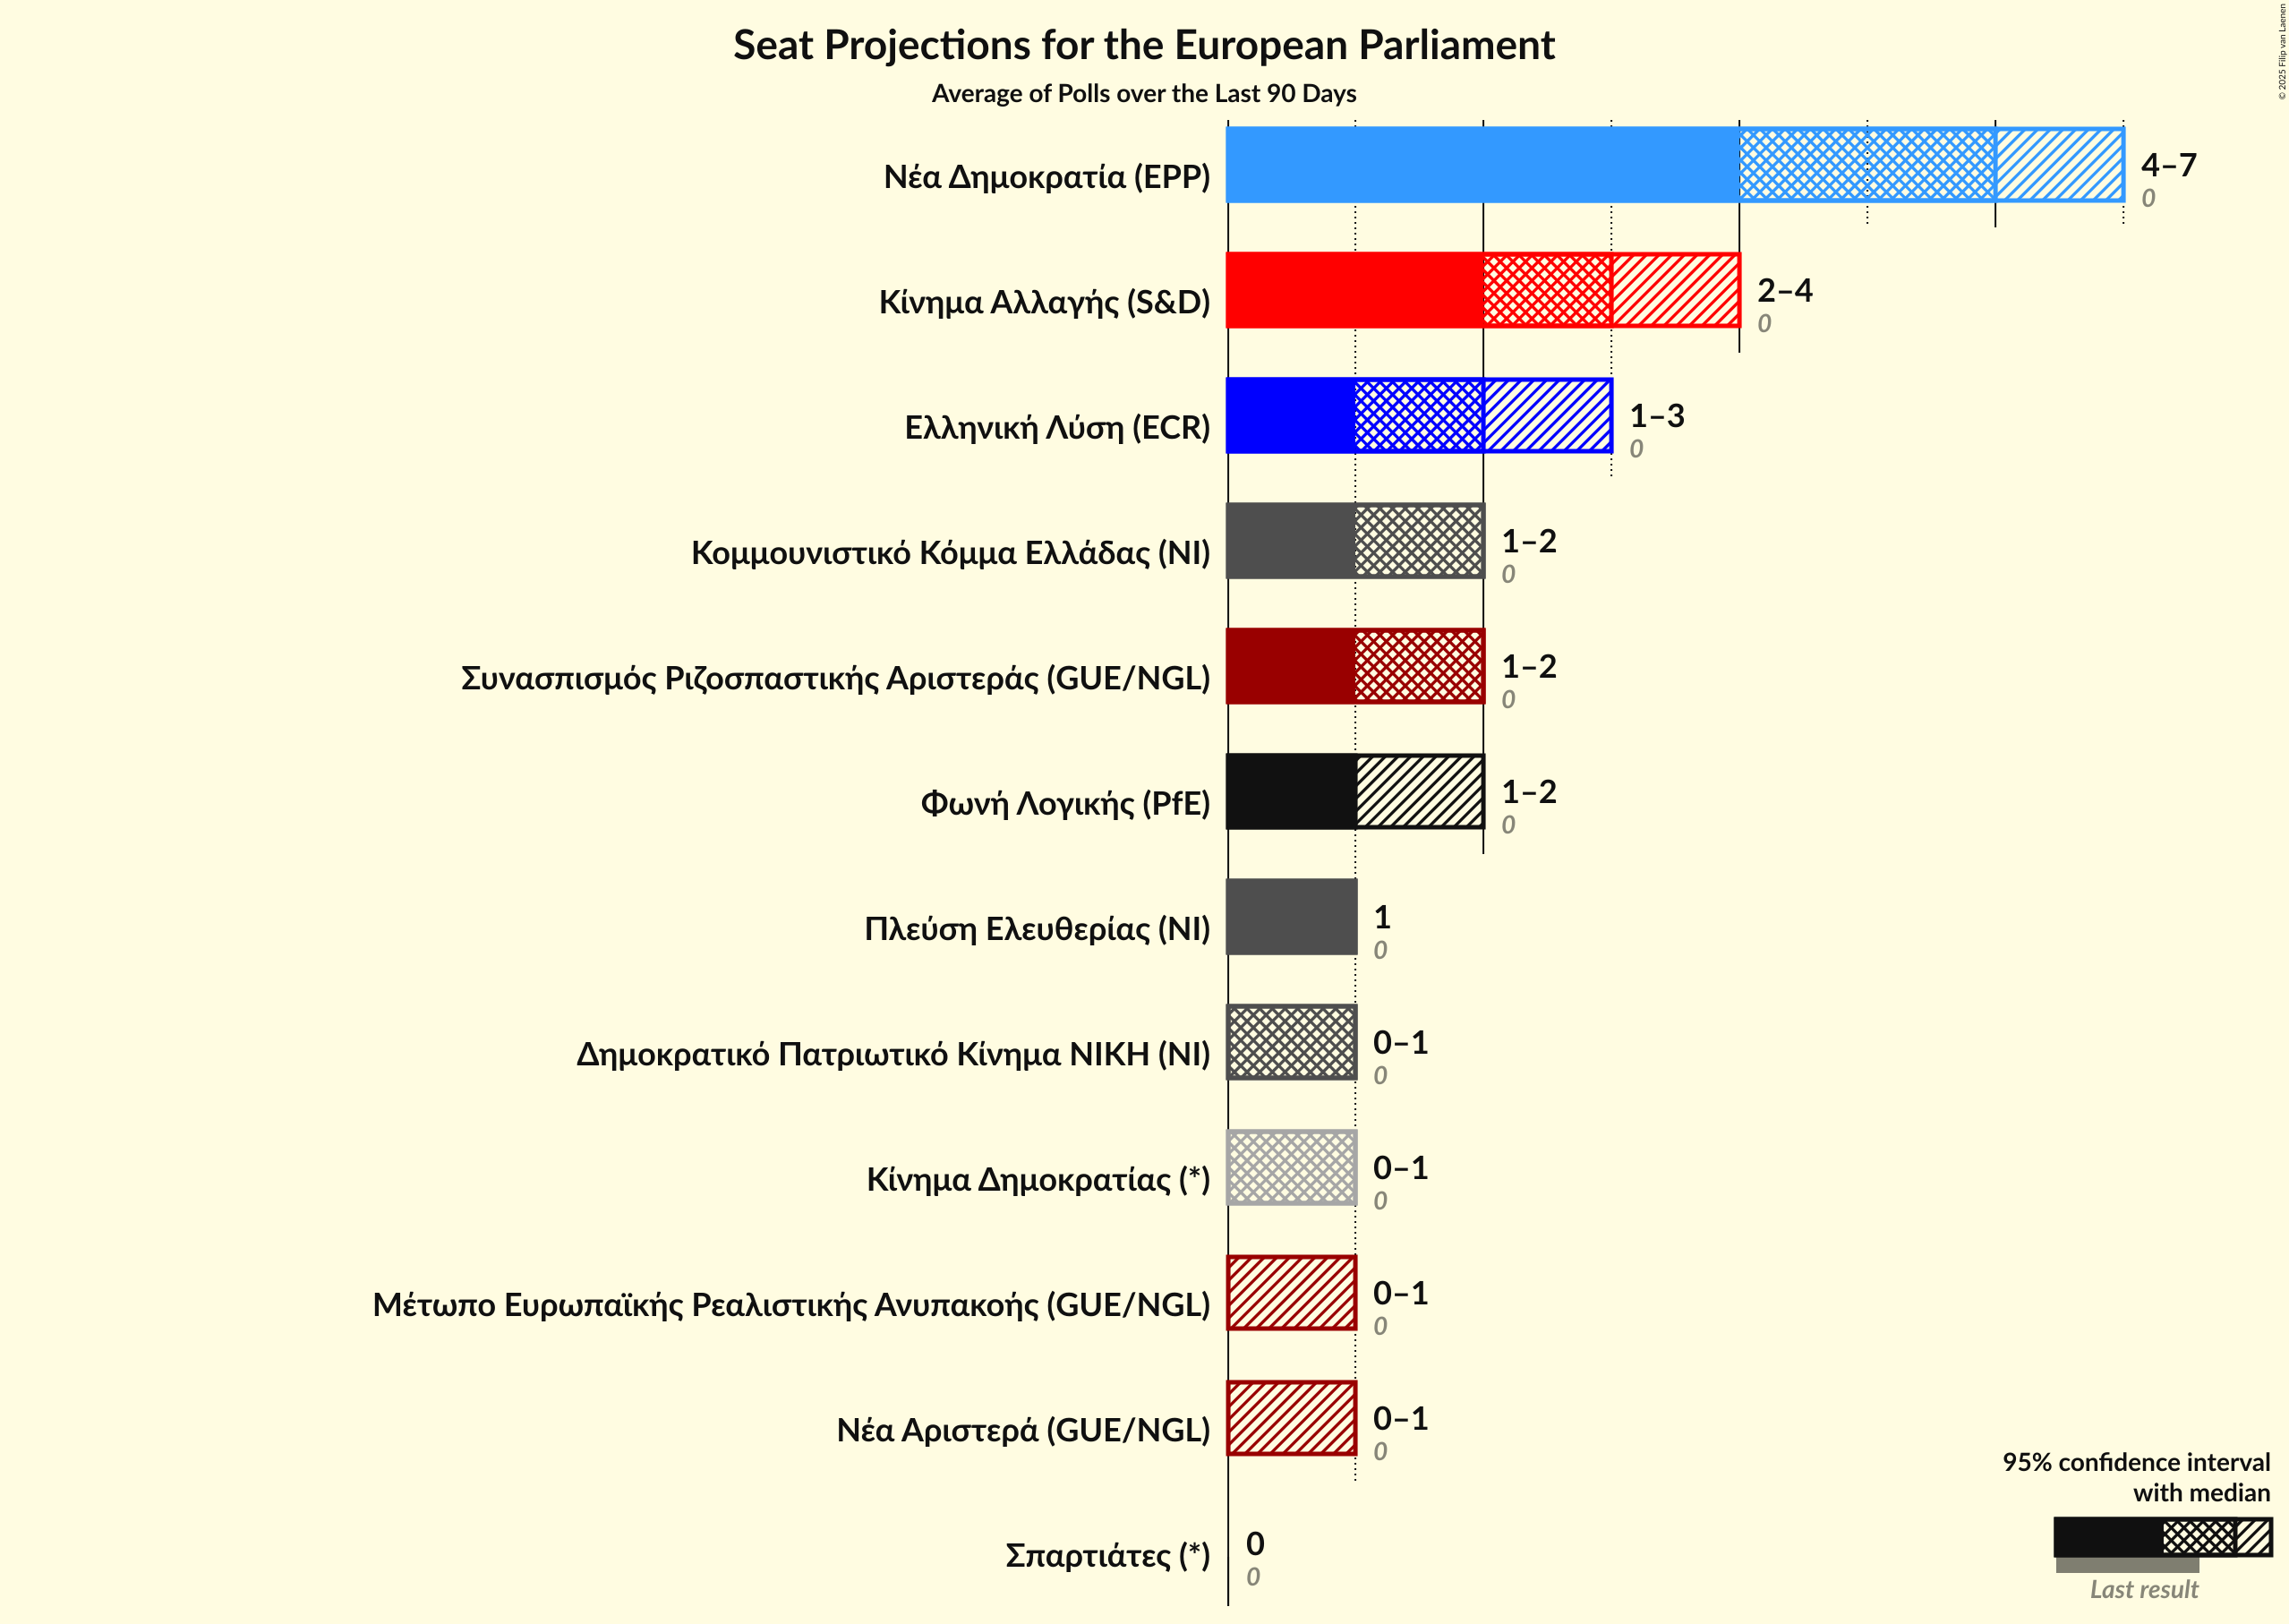 Seat Projections for the European Parliament
Average of Polls over the Last 90 Days
© 2025 Filip van Laenen
Νέα Δημοκρατία (EPP)
4–7
0
Κίνημα Αλλαγής (S&D)
2–4
0
Ελληνική Λύση (ECR)
1–3
0
Κομμουνιστικό Κόμμα Ελλάδας (NI)
1–2
0
Συνασπισμός Ριζοσπαστικής Αριστεράς (GUE/NGL)
1–2
0
Φωνή Λογικής (PfE)
1–2
0
Πλεύση Ελευθερίας (NI)
1
0
Δημοκρατικό Πατριωτικό Κίνημα ΝΙΚΗ (NI)
0–1
0
Κίνημα Δημοκρατίας (*)
0–1
0
Μέτωπο Ευρωπαϊκής Ρεαλιστικής Ανυπακοής (GUE/NGL)
0–1
0
Νέα Αριστερά (GUE/NGL)
0–1
0
Σπαρτιάτες (*)
0
0
95% confidence interval
with median
Last result